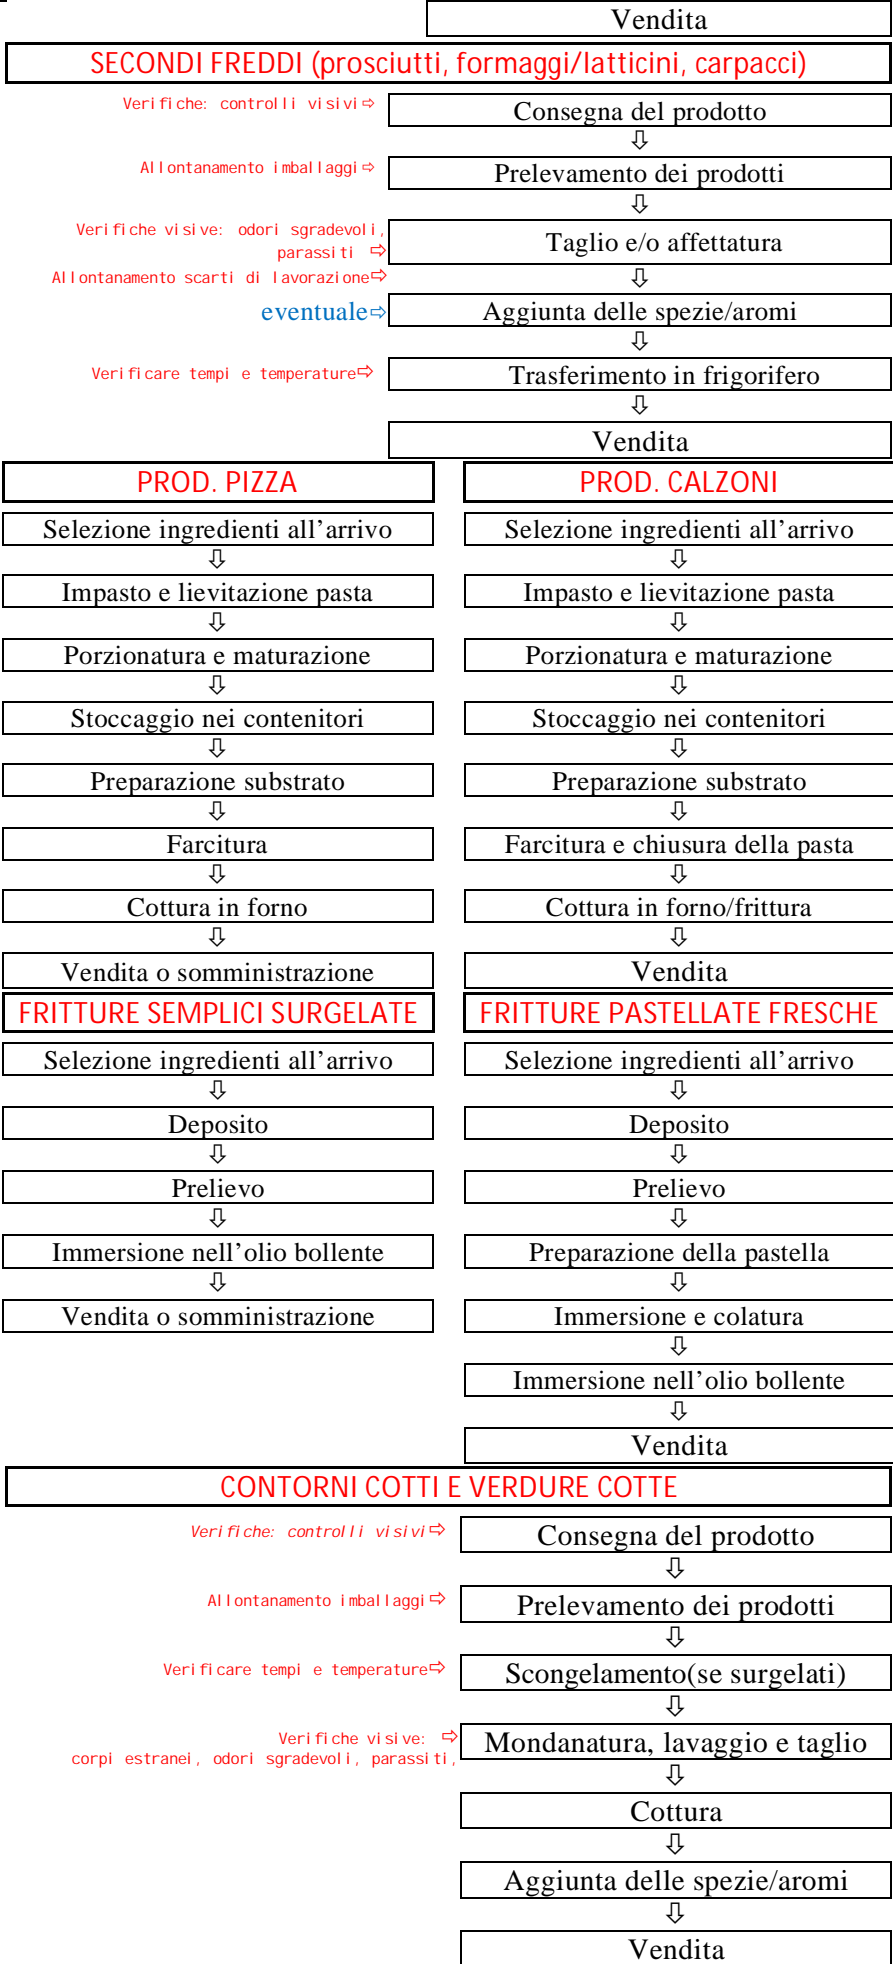 Vendita
SECONDI FREDDI (prosciutti, formaggi/latticini, carpacci)
Verifiche: controlli visivi⇨
Consegna del prodotto
⇩
Allontanamento imballaggi⇨
Prelevamento dei prodotti
⇩
Verifiche visive: odori sgradevoli,
parassiti ⇨
Taglio e/o affettatura
Allontanamento scarti di lavorazione⇨
⇩
eventuale⇨
Aggiunta delle spezie/aromi
⇩
Verificare tempi e temperature⇨
Trasferimento in frigorifero
⇩
Vendita
PROD. PIZZA
Selezione ingredienti all’arrivo
⇩
Impasto e lievitazione pasta
⇩
Porzionatura e maturazione
⇩
Stoccaggio nei contenitori
⇩
Preparazione substrato
⇩
Farcitura
⇩
Cottura in forno
⇩
Vendita o somministrazione
PROD. CALZONI
Selezione ingredienti all’arrivo
⇩
Impasto e lievitazione pasta
⇩
Porzionatura e maturazione
⇩
Stoccaggio nei contenitori
⇩
Preparazione substrato
⇩
Farcitura e chiusura della pasta
⇩
Cottura in forno/frittura
⇩
Vendita
FRITTURE SEMPLICI SURGELATE
Selezione ingredienti all’arrivo
⇩
Deposito
⇩
Prelievo
⇩
Immersione nell’olio bollente
⇩
Vendita o somministrazione
FRITTURE PASTELLATE FRESCHE
Selezione ingredienti all’arrivo
⇩
Deposito
⇩
Prelievo
⇩
Preparazione della pastella
⇩
Immersione e colatura
⇩
Immersione nell’olio bollente
⇩
Vendita
CONTORNI COTTI E VERDURE COTTE
Verifiche: controlli visivi⇨
Consegna del prodotto
⇩
Allontanamento imballaggi⇨
Prelevamento dei prodotti
⇩
Verificare tempi e temperature⇨
Scongelamento(se surgelati)
⇩
Verifiche visive: ⇨
corpi estranei, odori sgradevoli, parassiti,
Mondanatura, lavaggio e taglio
⇩
Cottura
⇩
Aggiunta delle spezie/aromi
⇩
Vendita